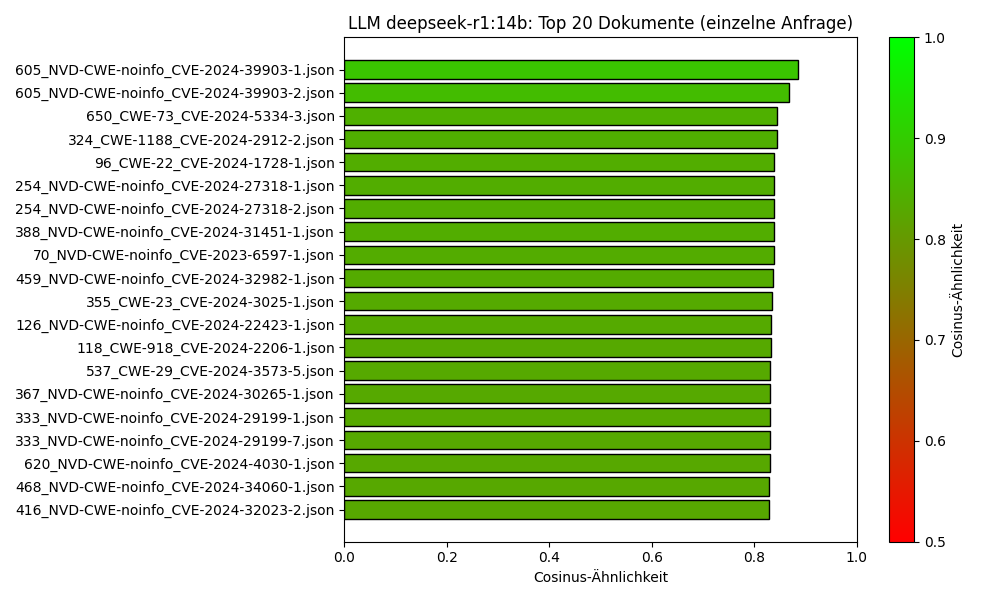 LLM deepseek-r1:14b: Top 20 Dokumente (einzelne Anfrage)
605_NVD-CWE-noinfo_CVE-2024-39903-1.json
605_NVD-CWE-noinfo_CVE-2024-39903-2.json
650_CWE-73_CVE-2024-5334-3.json
324_CWE-1188_CVE-2024-2912-2.json
96_CWE-22_CVE-2024-1728-1.json
254_NVD-CWE-noinfo_CVE-2024-27318-1.json
254_NVD-CWE-noinfo_CVE-2024-27318-2.json
388_NVD-CWE-noinfo_CVE-2024-31451-1.json
70_NVD-CWE-noinfo_CVE-2023-6597-1.json
459_NVD-CWE-noinfo_CVE-2024-32982-1.json
355_CWE-23_CVE-2024-3025-1.json
126_NVD-CWE-noinfo_CVE-2024-22423-1.json
118_CWE-918_CVE-2024-2206-1.json
537_CWE-29_CVE-2024-3573-5.json
367_NVD-CWE-noinfo_CVE-2024-30265-1.json
333_NVD-CWE-noinfo_CVE-2024-29199-1.json
333_NVD-CWE-noinfo_CVE-2024-29199-7.json
620_NVD-CWE-noinfo_CVE-2024-4030-1.json
468_NVD-CWE-noinfo_CVE-2024-34060-1.json
416_NVD-CWE-noinfo_CVE-2024-32023-2.json
0.0 0.2 0.4 0.6 0.8 1.0
Cosinus-Ähnlichkeit
1.0
0.9
0.8
0.7
0.6
0.5
Cosinus-Ähnlichkeit